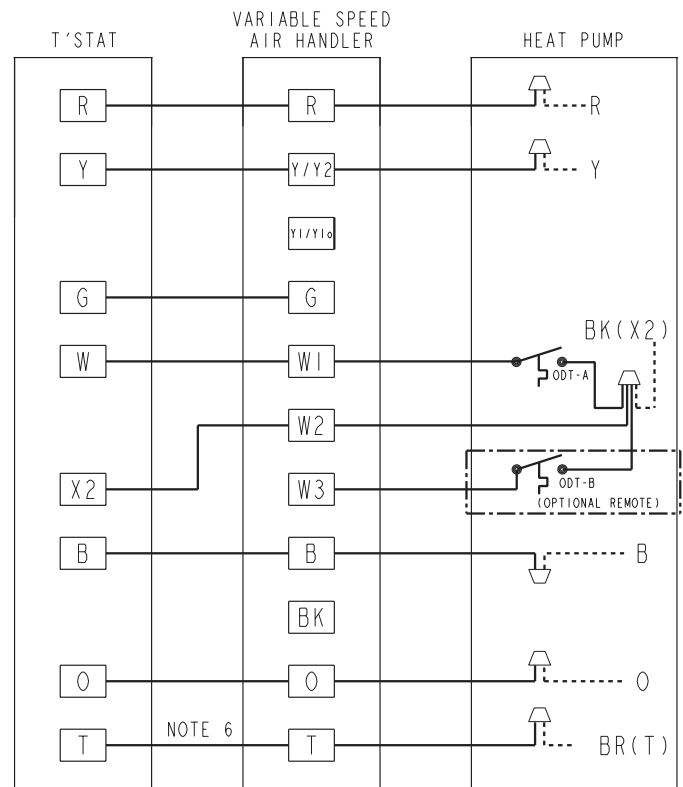 VARIABLE SPEED
T'STAT AIR HANDLER HEAT PUMP
R R R
Y Y/Y2 Y
Y1/Y1o
G G
BK(X2)
W W1
ODT-A
W2
X2 W3 ODT-B
(OPTIONAL REMOTE)
B B B
BK
O O O
NOTE 6
T T BR(T)